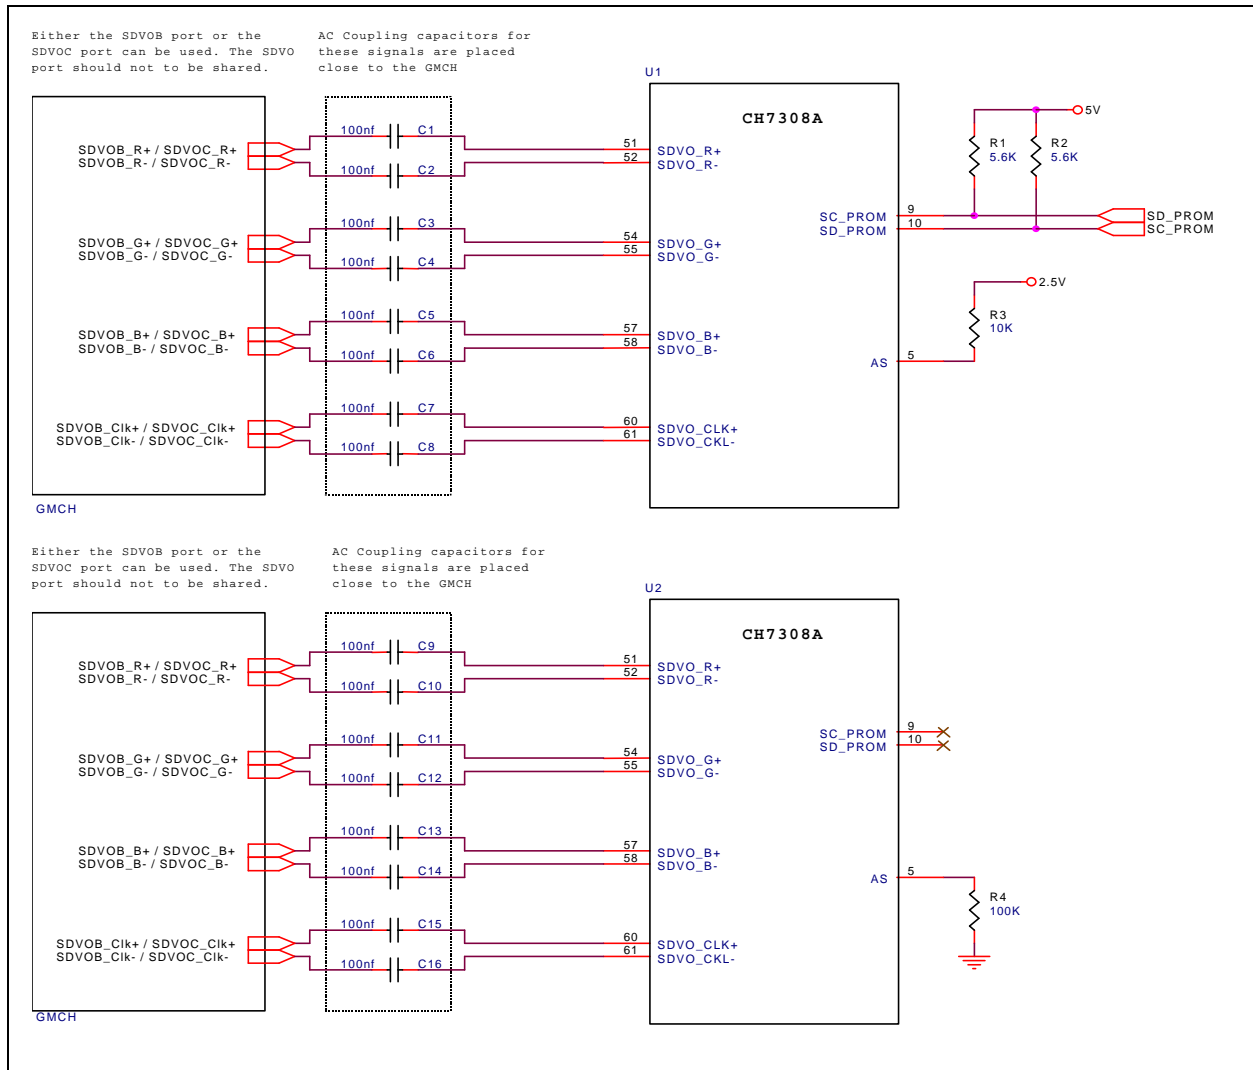 Either the SDVOB port or the
SDVOC port can be used. The SDVO
port should not to be shared.
AC Coupling capacitors for
these signals are placed
close to the GMCH
U1
CH7308A
SDVOB_R+ / SDVOC_R+
SDVOB_R- / SDVOC_R-
100nf C1
100nf C2
51 SDVO_R+
52 SDVO_R-
SDVOB_G+ / SDVOC_G+
SDVOB_G- / SDVOC_G-
100nf C3
100nf C4
54 SDVO_G+
55 SDVO_G-
SDVOB_B+ / SDVOC_B+
SDVOB_B- / SDVOC_B-
100nf C5
100nf C6
57 SDVO_B+
58 SDVO_B-
SDVOB_Clk+ / SDVOC_Clk+
SDVOB_Clk- / SDVOC_Clk-
100nf C7
100nf C8
60 SDVO_CLK+
61 SDVO_CKL-
5V
R1
5.6K
R2
5.6K
SC_PROM 9
SD_PROM 10
SD_PROM
SC_PROM
2.5V
R3
10K
AS 5
GMCH
Either the SDVOB port or the
SDVOC port can be used. The SDVO
port should not to be shared.
AC Coupling capacitors for
these signals are placed
close to the GMCH
U2
CH7308A
SDVOB_R+ / SDVOC_R+
SDVOB_R- / SDVOC_R-
100nf C9
100nf C10
51 SDVO_R+
52 SDVO_R-
SDVOB_G+ / SDVOC_G+
SDVOB_G- / SDVOC_G-
100nf C11
100nf C12
54 SDVO_G+
55 SDVO_G-
SDVOB_B+ / SDVOC_B+
SDVOB_B- / SDVOC_B-
100nf C13
100nf C14
57 SDVO_B+
58 SDVO_B-
SDVOB_Clk+ / SDVOC_Clk+
SDVOB_Clk- / SDVOC_Clk-
100nf C15
100nf C16
60 SDVO_CLK+
61 SDVO_CKL-
SC_PROM 9
SD_PROM 10
AS 5
R4
100K
GMCH